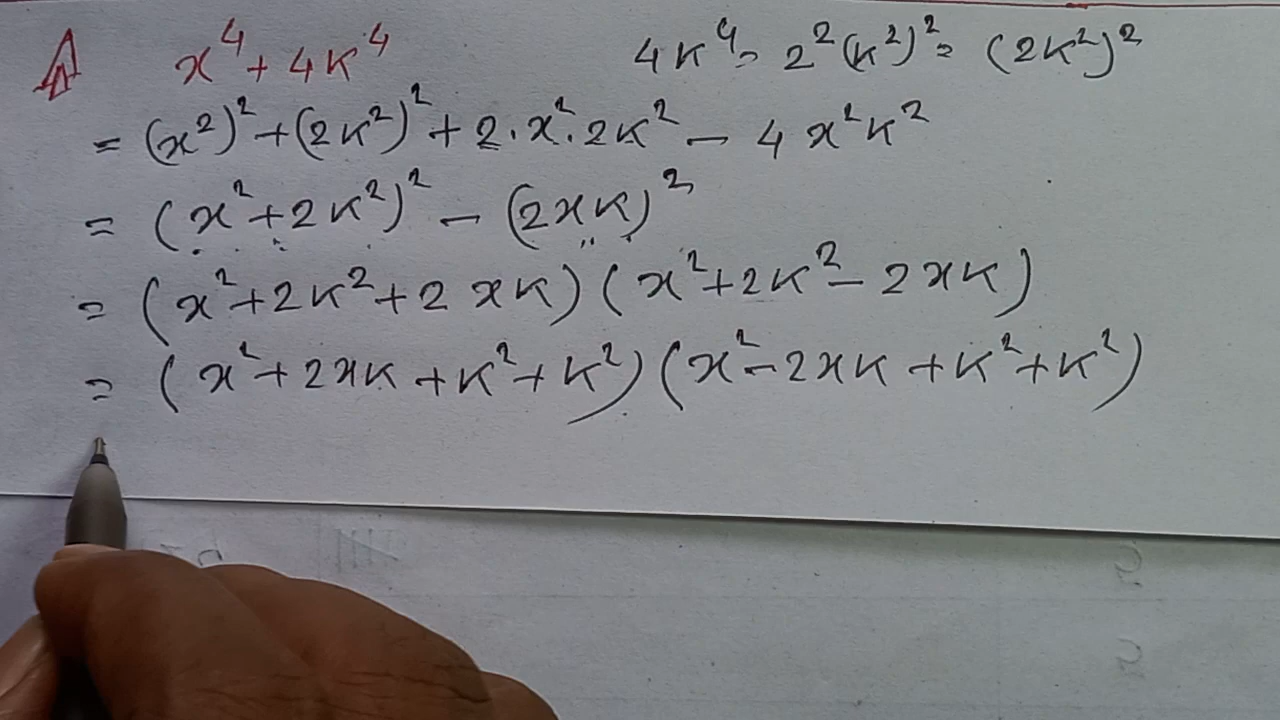 A x⁴ + 4K⁴ 4K⁴ = 2²(K²)² = (2K²)²
= (x²)² + (2K²)² + 2·x²·2K² - 4x²K²
= (x² + 2K²)² - (2xK)²
= (x² + 2K² + 2xK)(x² + 2K² - 2xK)
= (x² + 2xK + K² + K²)(x² - 2xK + K² + K²)